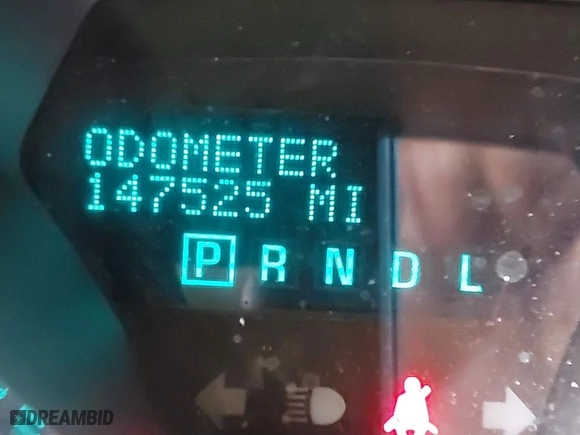 ODOMETER
147525 MI
P R N D L
DREAMBID